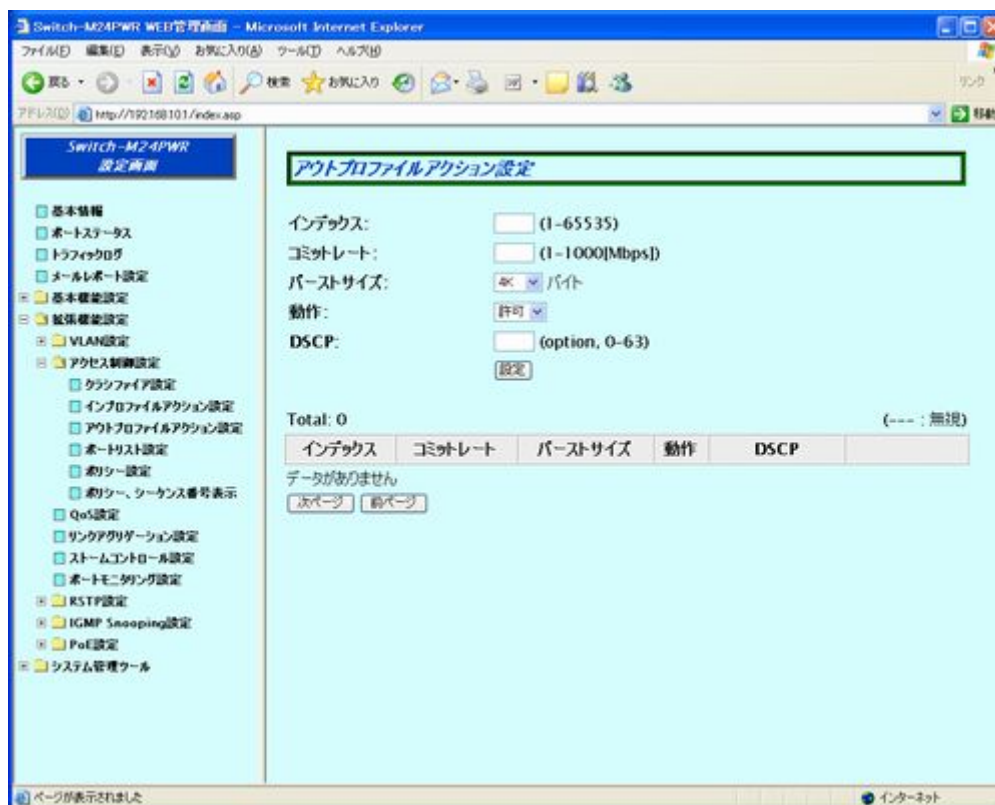 Switch-M24PWR WEB管理画面 - Microsoft Internet Explorer
ファイル(F) 編集(E) 表示(V) お気に入り(A) ツール(T) ヘルプ(H)
戻る 検索 お気に入り リンク
アドレス(D) http://192.168.10.1/index.asp 移動
Switch-M24PWR
設定画面
基本情報
ポートステータス
トラフィックログ
メールレポート設定
基本機能設定
拡張機能設定
VLAN設定
アクセス制御設定
クラシファイア設定
インプロファイルアクション設定
アウトプロファイルアクション設定
ポートリスト設定
ポリシー設定
ポリシー、シーケンス番号表示
QoS設定
リンクアグリゲーション設定
ストームコントロール設定
ポートモニタリング設定
RSTP設定
IGMP Snooping設定
PoE設定
システム管理ツール
アウトプロファイルアクション設定
インデックス: (1-65535)
コミットレート: (1-1000[Mbps])
バーストサイズ: 4K バイト
動作: 許可
DSCP: (option, 0-63)
設定
Total: 0 (--- : 無視)
インデックス コミットレート バーストサイズ 動作 DSCP
データがありません
次ページ 前ページ
ページが表示されました インターネット